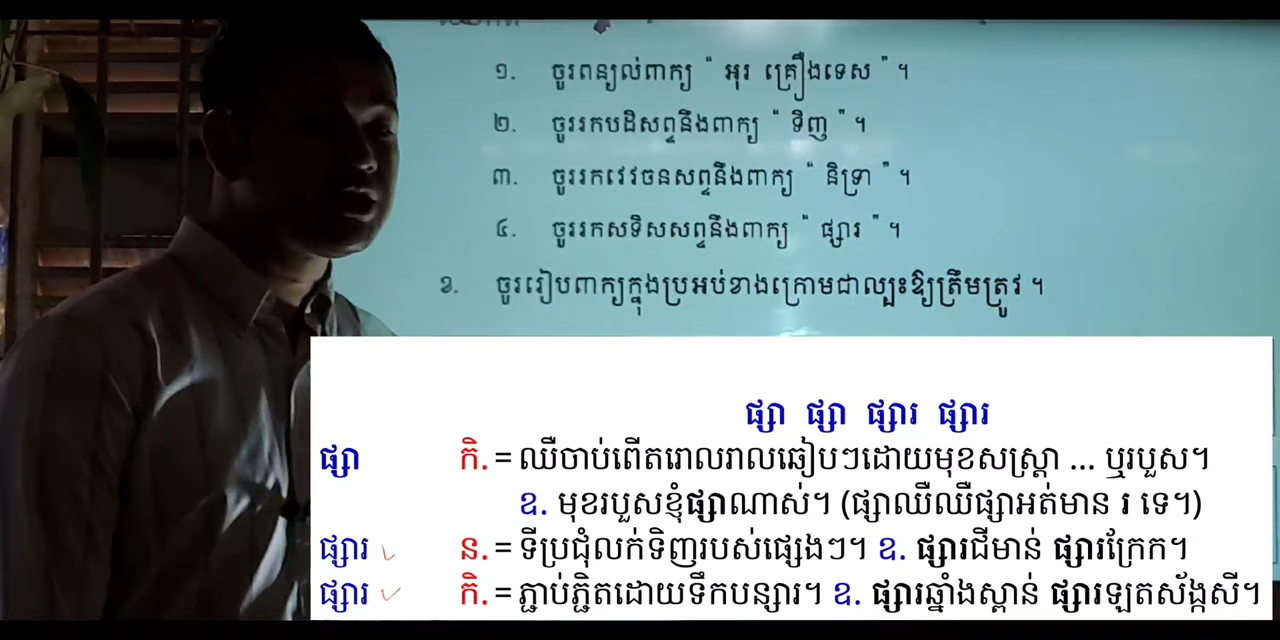 ១. ចូរពន្យល់ពាក្យ “ អុរ គ្រឿងទេស ” ។
២. ចូររកបដិសព្ទនឹងពាក្យ “ ទិញ ” ។
៣. ចូររកវេវចនសព្ទនឹងពាក្យ “ និទ្រា ” ។
៤. ចូររកសទិសសព្ទនឹងពាក្យ “ ផ្សារ ” ។
ខ. ចូររៀបពាក្យក្នុងប្រអប់ខាងក្រោមជាល្បះឱ្យត្រឹមត្រូវ ។
ផ្សា ផ្សា ផ្សារ ផ្សារ
ផ្សា កិ. = ឈឺចាប់ពើតរោលរាលឆៀបៗដោយមុខសស្ត្រា ... ឬរបួស។
ឧ. មុខរបួសខ្ញុំផ្សាណាស់។ (ផ្សាឈឺឈឺផ្សាអត់មាន រ ទេ។)
ផ្សារ ន. = ទីប្រជុំលក់ទិញរបស់ផ្សេងៗ។ ឧ. ផ្សារជីមាន់ ផ្សារក្រែក។
ផ្សារ កិ. = ភ្ជាប់ភ្ជិតដោយទឹកបន្សារ។ ឧ. ផ្សារឆ្នាំងស្ពាន់ ផ្សារឡតស័ង្កសី។